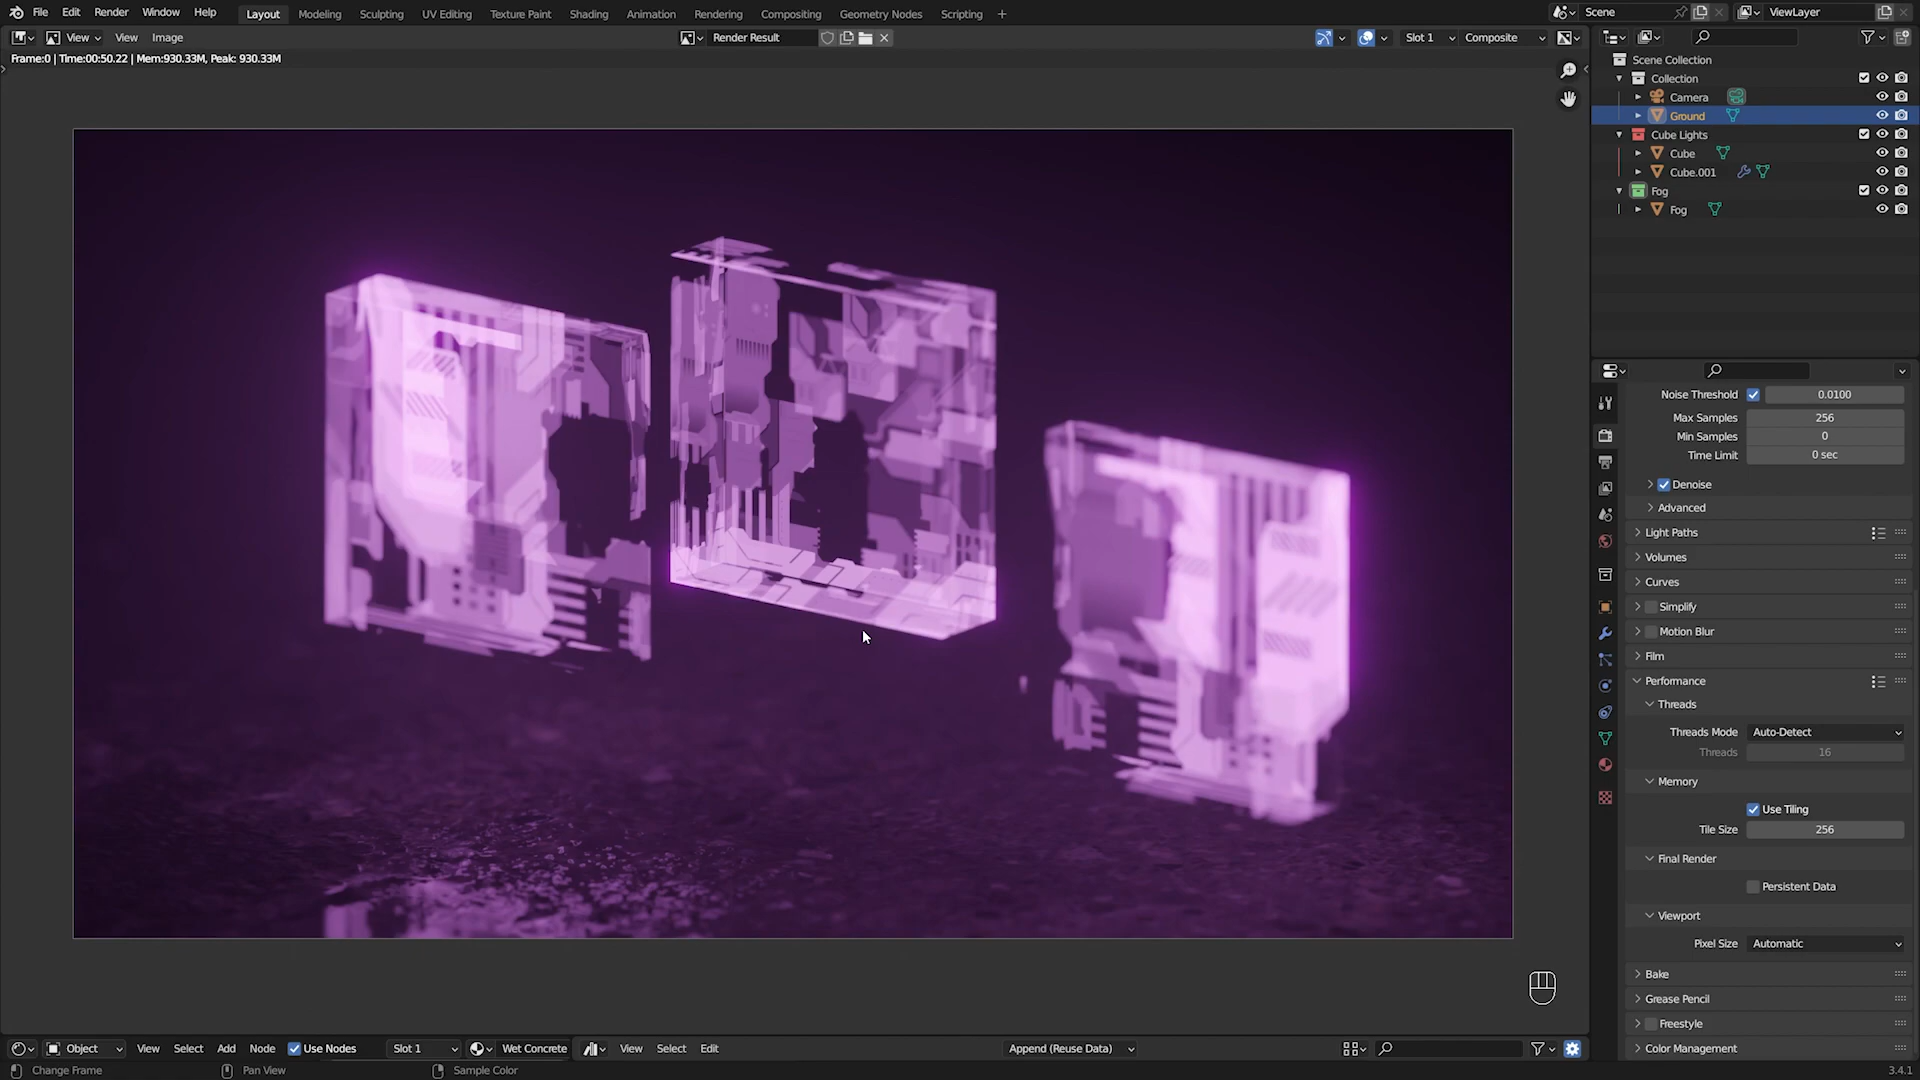 File Edit Render Window Help Layout Modeling Sculpting UV Editing Texture Paint Shading Animation Rendering Compositing Geometry Nodes Scripting + Scene ViewLayer
View View Image Render Result Slot 1 Composite
Frame:0 | Time:00:50.22 | Mem:930.33M, Peak: 930.33M
Scene Collection
Collection
Camera
Ground
Cube Lights
Cube
Cube.001
Fog
Fog
Noise Threshold 0.0100
Max Samples 256
Min Samples 0
Time Limit 0 sec
Denoise
Advanced
Light Paths
Volumes
Curves
Simplify
Motion Blur
Film
Performance
Threads
Threads Mode Auto-Detect
Threads 16
Memory
Use Tiling
Tile Size 256
Final Render
Persistent Data
Viewport
Pixel Size Automatic
Bake
Grease Pencil
Freestyle
Color Management
Object View Select Add Node Use Nodes Slot 1 Wet Concrete View Select Edit Append (Reuse Data)
Change Frame Pan View Sample Color 3.4.1